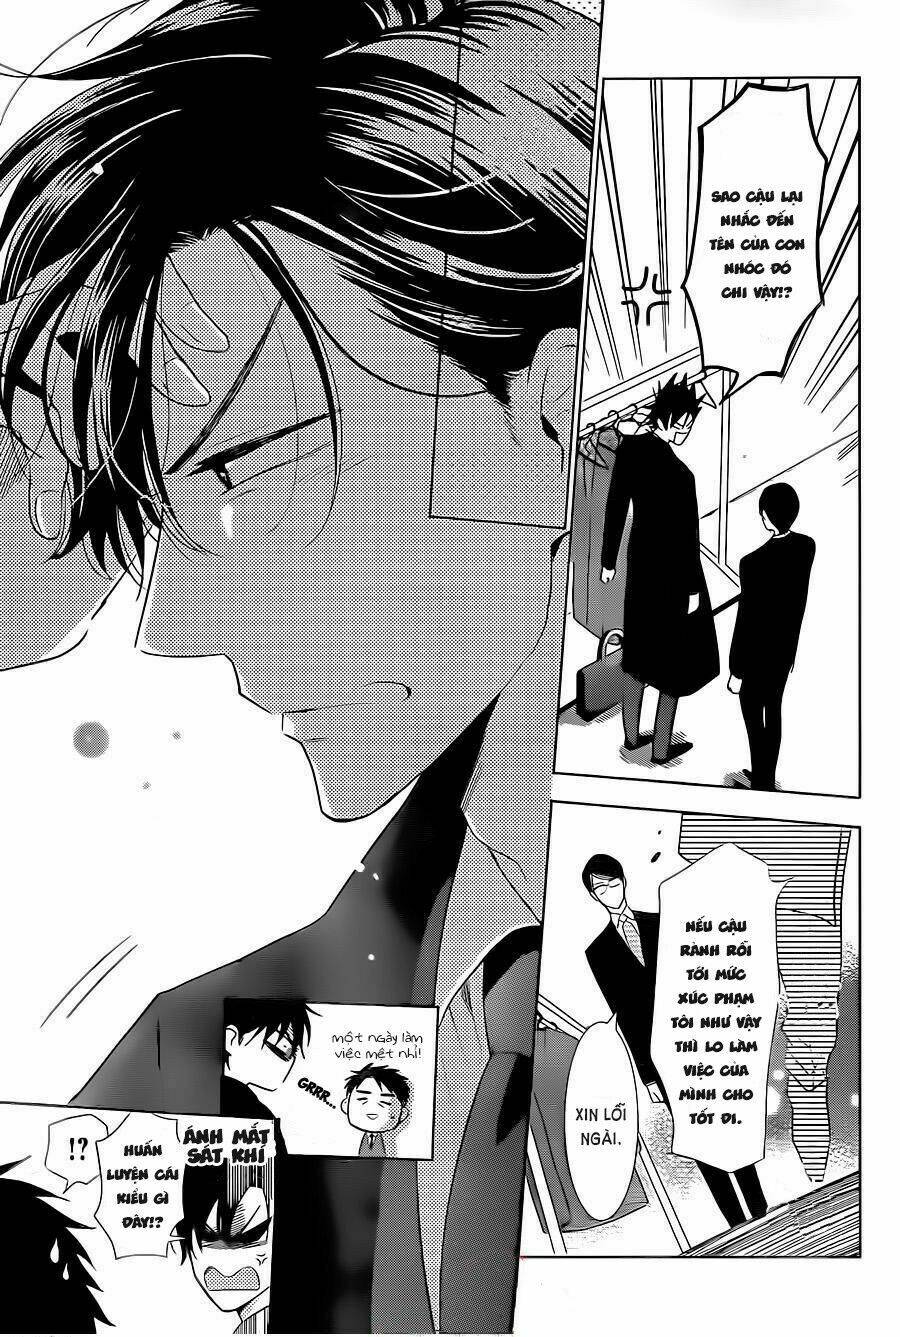 SAO CẬU LẠI
NHẮC ĐẾN
TÊN CỦA CON
NHÓC ĐÓ
CHI VẬY!?
NẾU CẬU
RẢNH RỖI
TỚI MỨC
XÚC PHẠM
TÔI NHƯ VẬY
THÌ LO LÀM
VIỆC CỦA
MÌNH CHO
TỐT ĐI.
XIN LỖI
NGÀI.
một ngày làm
việc mệt nhỉ!
GRRR...
ÁNH MẮT
SÁT KHÍ
HUẤN
LUYỆN CÁI
KIỂU GÌ
ĐÂY!?
!?